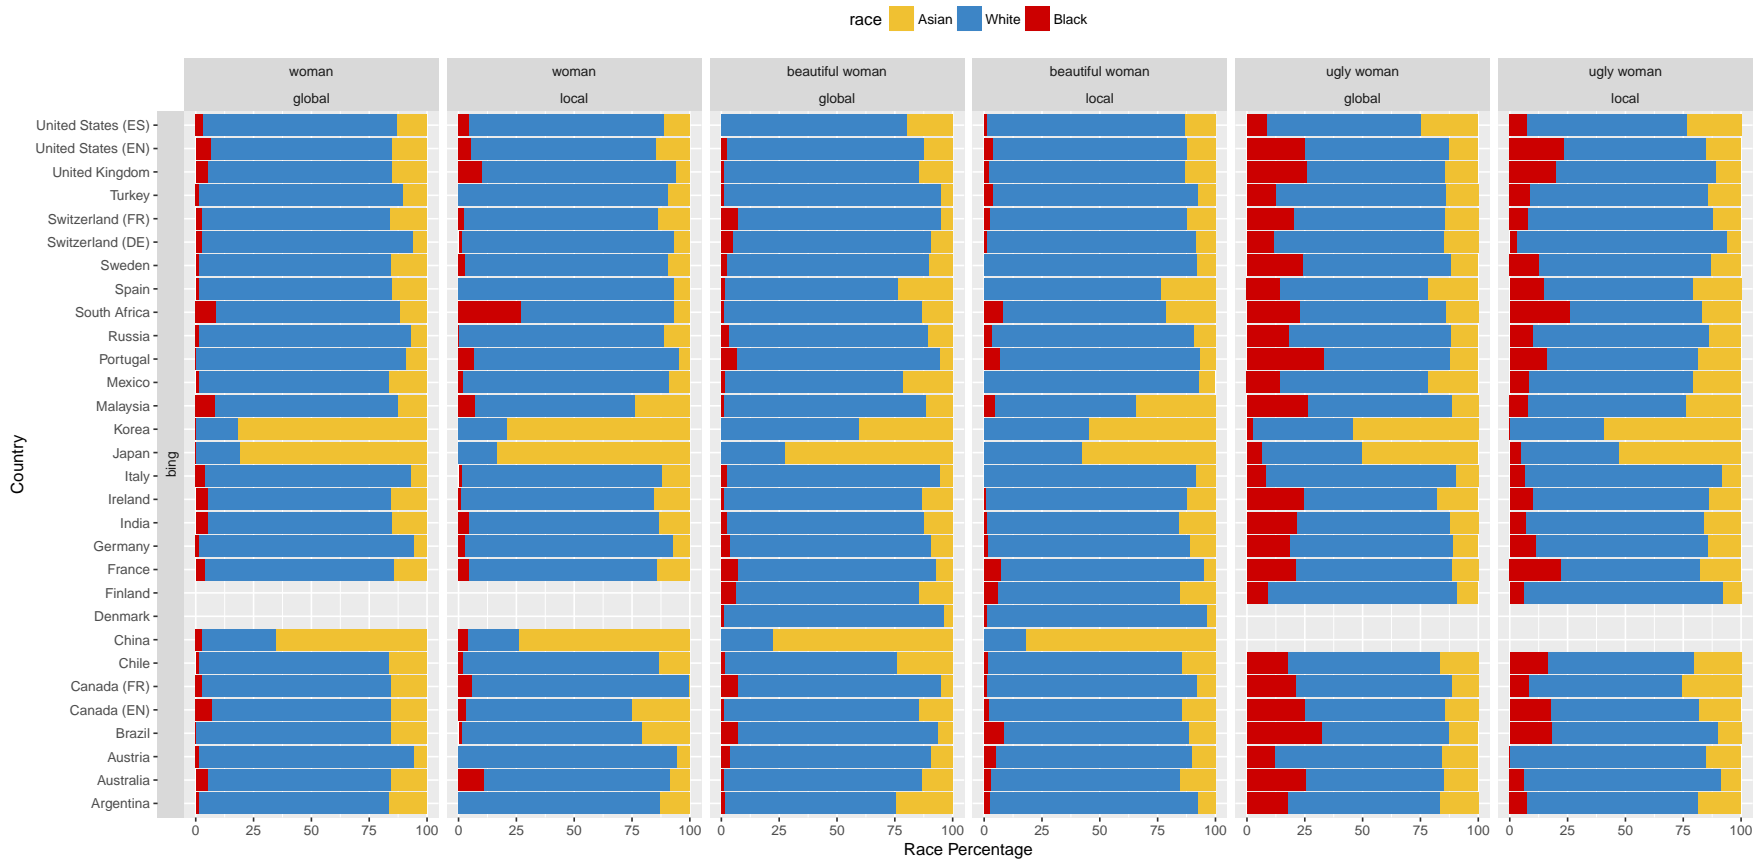 race Asian White Black
woman woman beautiful woman beautiful woman ugly woman ugly woman
global local global local global local
United States (ES)
United States (EN)
United Kingdom
Turkey
Switzerland (FR)
Switzerland (DE)
Sweden
Spain
South Africa
Russia
Portugal
Mexico
Malaysia
Korea
Japan
Italy
Ireland
India
Germany
France
Finland
Denmark
China
Chile
Canada (FR)
Canada (EN)
Brazil
Austria
Australia
Argentina
Country
bing
0 25 50 75 100 0 25 50 75 100 0 25 50 75 100 0 25 50 75 100 0 25 50 75 100 0 25 50 75 100
Race Percentage